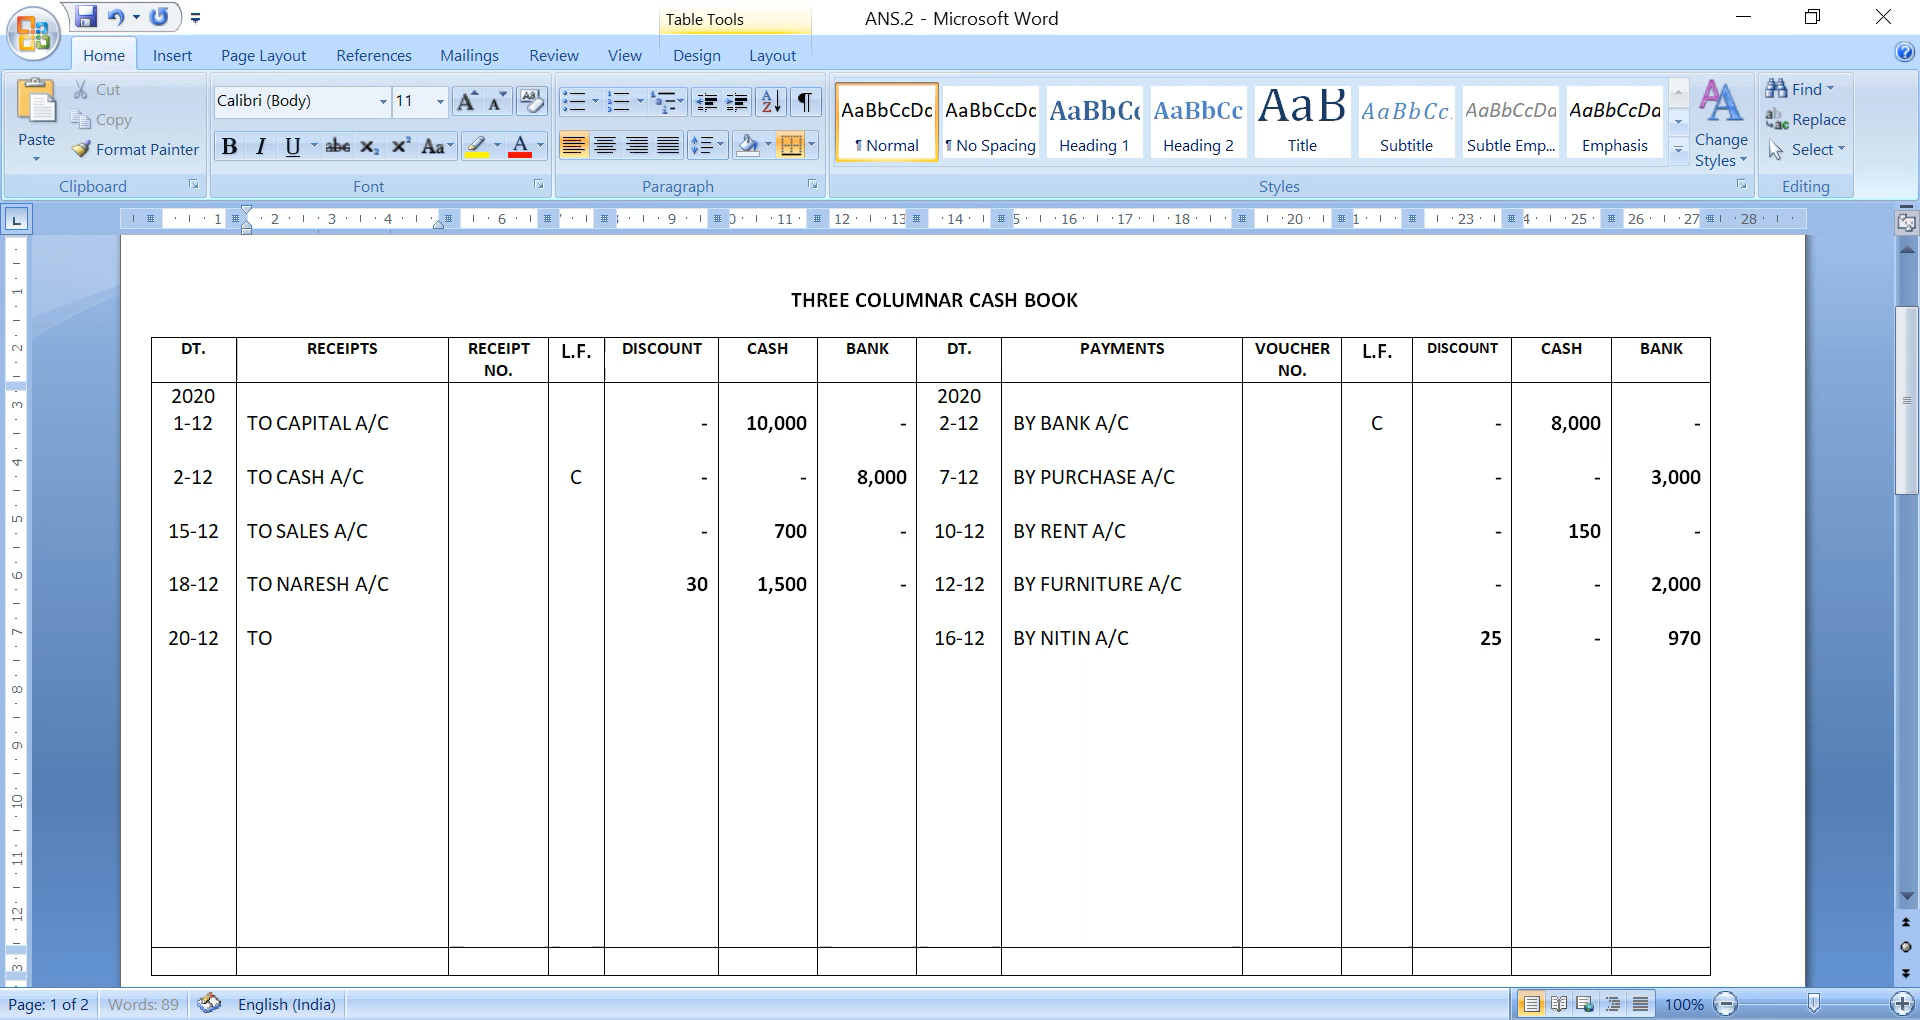 ANS.2 - Microsoft Word
Table Tools
Home Insert Page Layout References Mailings Review View Design Layout
Paste
Cut
Copy
Format Painter
Clipboard
Calibri (Body) 11
B I U abc X₂ X² Aa A
Font
Paragraph
AaBbCcDc AaBbCcDc AaBbC AaBbCc AaB AaBbCc. AaBbCcDd AaBbCcDd
¶ Normal ¶ No Spacing Heading 1 Heading 2 Title Subtitle Subtle Emp... Emphasis
Change Styles
Styles
Find
Replace
Select
Editing
THREE COLUMNAR CASH BOOK
DT. RECEIPTS RECEIPT NO. L.F. DISCOUNT CASH BANK DT. PAYMENTS VOUCHER NO. L.F. DISCOUNT CASH BANK
2020 2020
1-12 TO CAPITAL A/C - 10,000 - 2-12 BY BANK A/C C - 8,000 -
2-12 TO CASH A/C C - - 8,000 7-12 BY PURCHASE A/C - - 3,000
15-12 TO SALES A/C - 700 - 10-12 BY RENT A/C - 150 -
18-12 TO NARESH A/C 30 1,500 - 12-12 BY FURNITURE A/C - - 2,000
20-12 TO 16-12 BY NITIN A/C 25 - 970
Page: 1 of 2 Words: 89 English (India) 100%